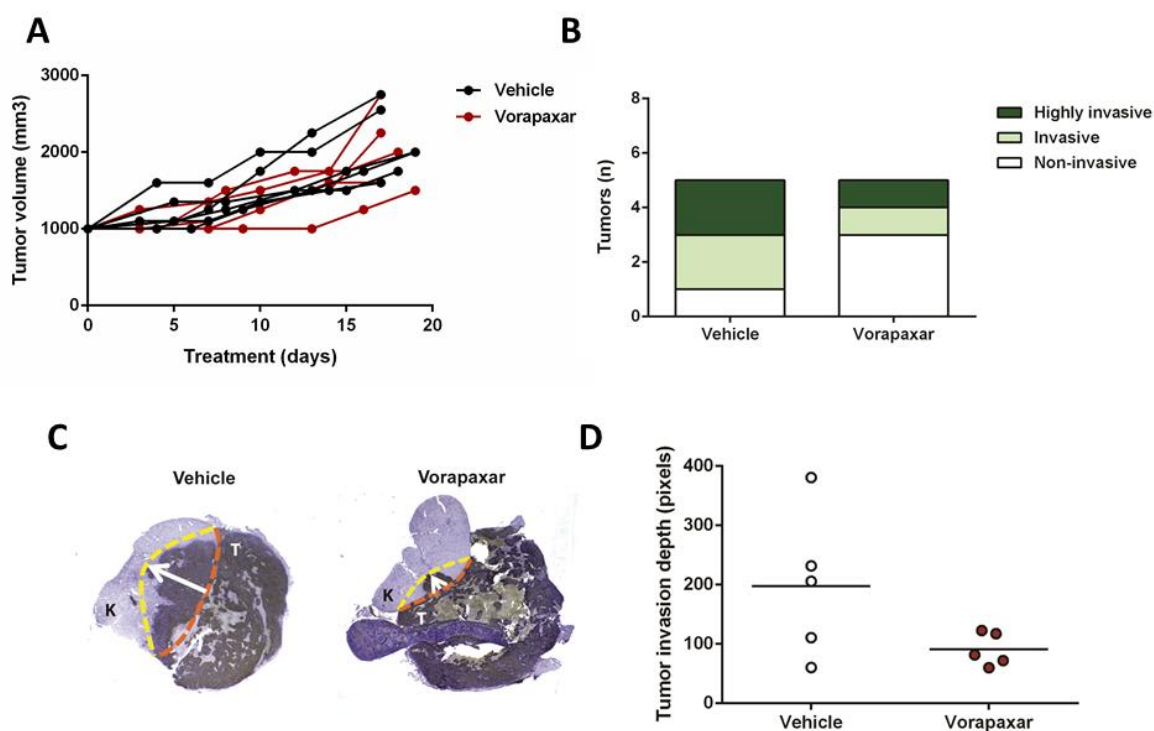 A
Tumor volume (mm3)
3000
2000
1000
0
0 5 10 15 20
Treatment (days)
Vehicle
Vorapaxar
B
Tumors (n)
8
6
4
2
0
Vehicle Vorapaxar
Highly invasive
Invasive
Non-invasive
C
Vehicle
K
T
Vorapaxar
K
T
D
Tumor invasion depth (pixels)
400
300
200
100
0
Vehicle Vorapaxar